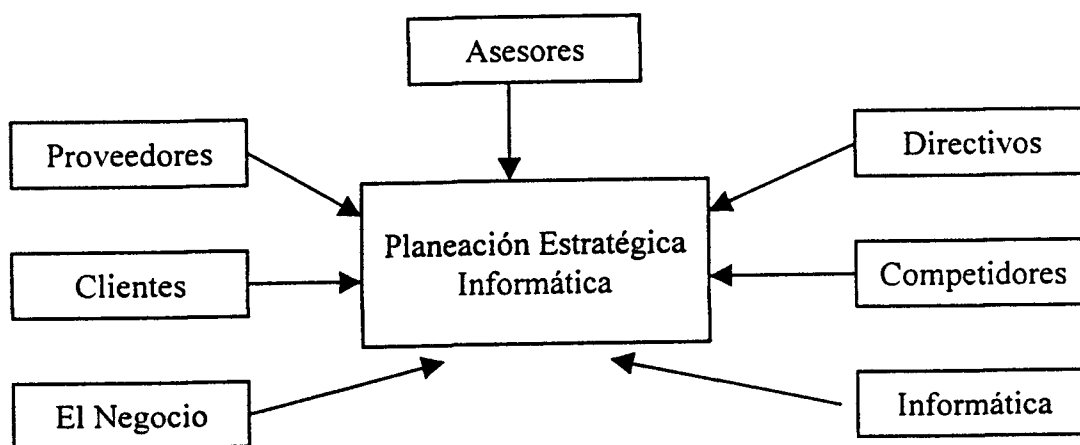 Asesores
Proveedores
Directivos
Planeación Estratégica
Informática
Clientes
Competidores
El Negocio
Informática